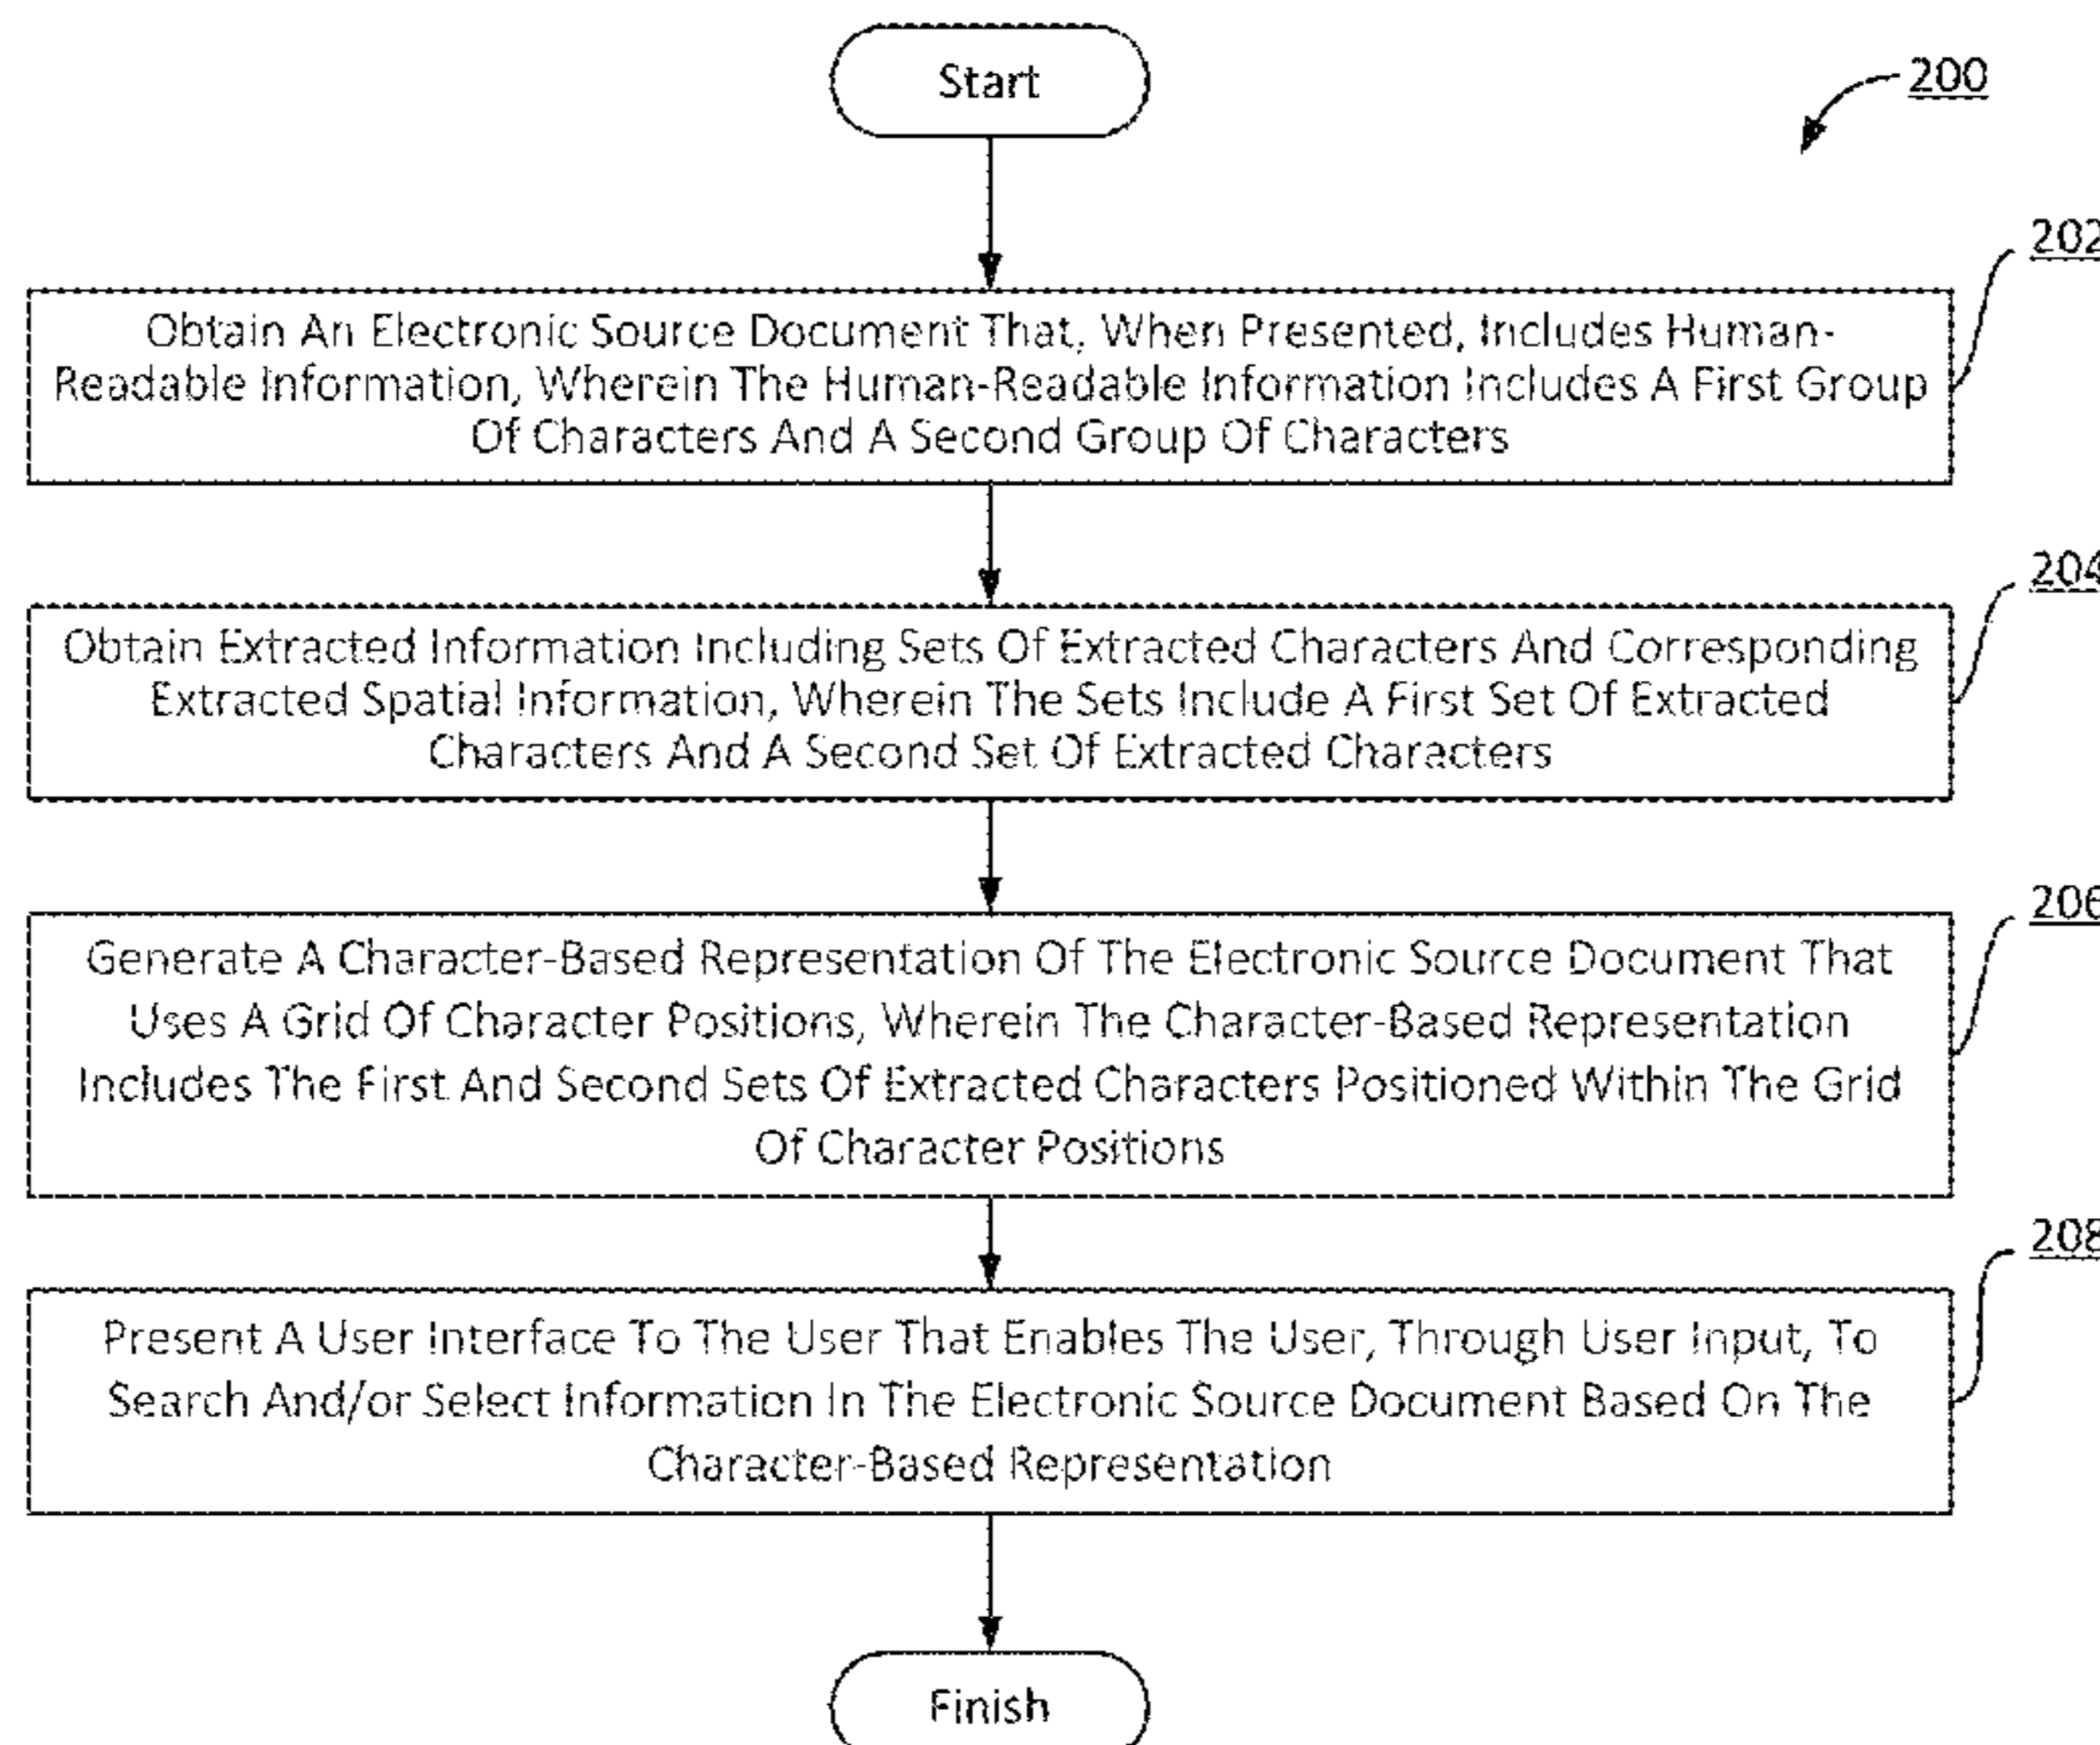 Start
200
202
Obtain An Electronic Source Document That, When Presented, Includes Human-
Readable Information, Wherein The Human-Readable Information Includes A First Group
Of Characters And A Second Group Of Characters
204
Obtain Extracted Information Including Sets Of Extracted Characters And Corresponding
Extracted Spatial Information, Wherein The Sets Include A First Set Of Extracted
Characters And A Second Set Of Extracted Characters
206
Generate A Character-Based Representation Of The Electronic Source Document That
Uses A Grid Of Character Positions, Wherein The Character-Based Representation
Includes The First And Second Sets Of Extracted Characters Positioned Within The Grid
Of Character Positions
208
Present A User Interface To The User That Enables The User, Through User Input, To
Search And/or Select Information In The Electronic Source Document Based On The
Character-Based Representation
Finish